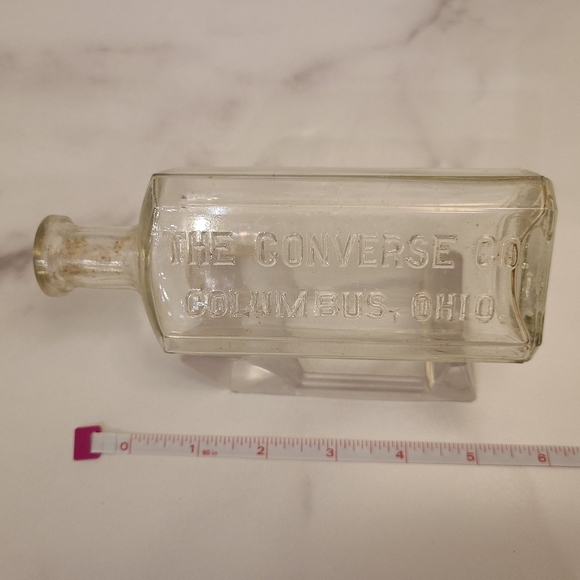 THE CONVERSE CO.
COLUMBUS, OHIO.
0 1 2 3 4 5 6